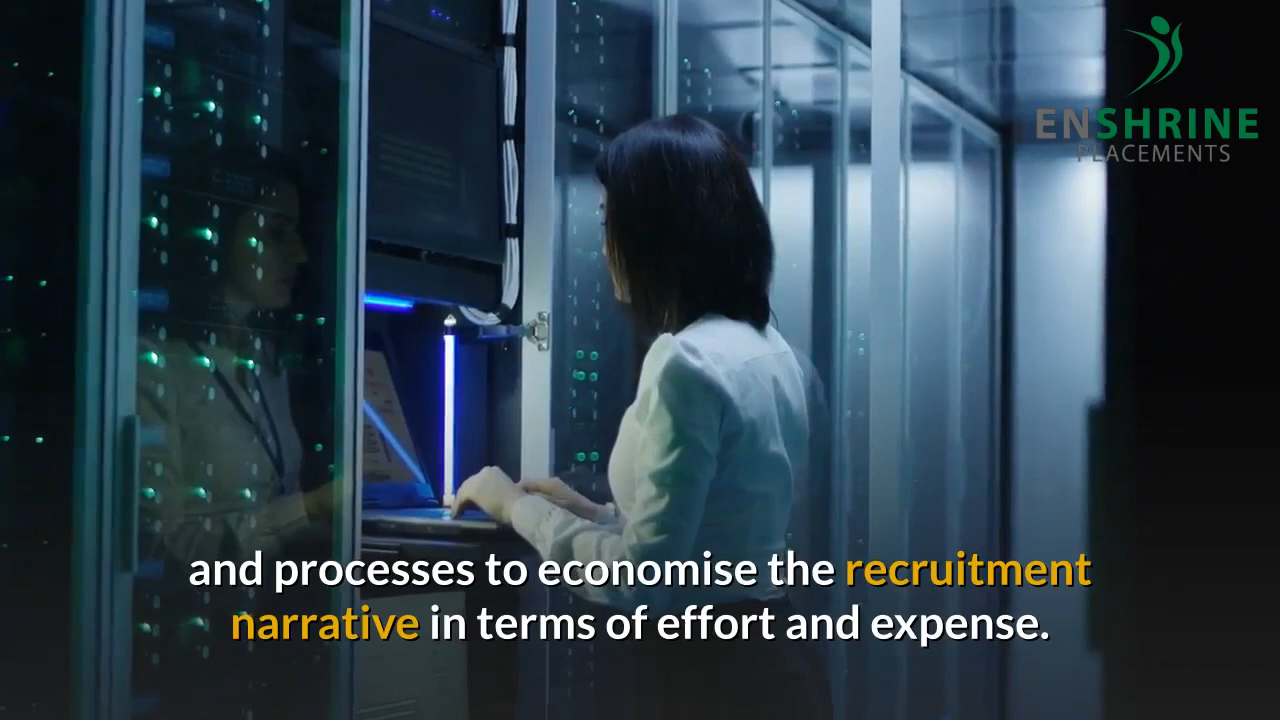 ENSHRINE
PLACEMENTS
and processes to economise the recruitment
narrative in terms of effort and expense.